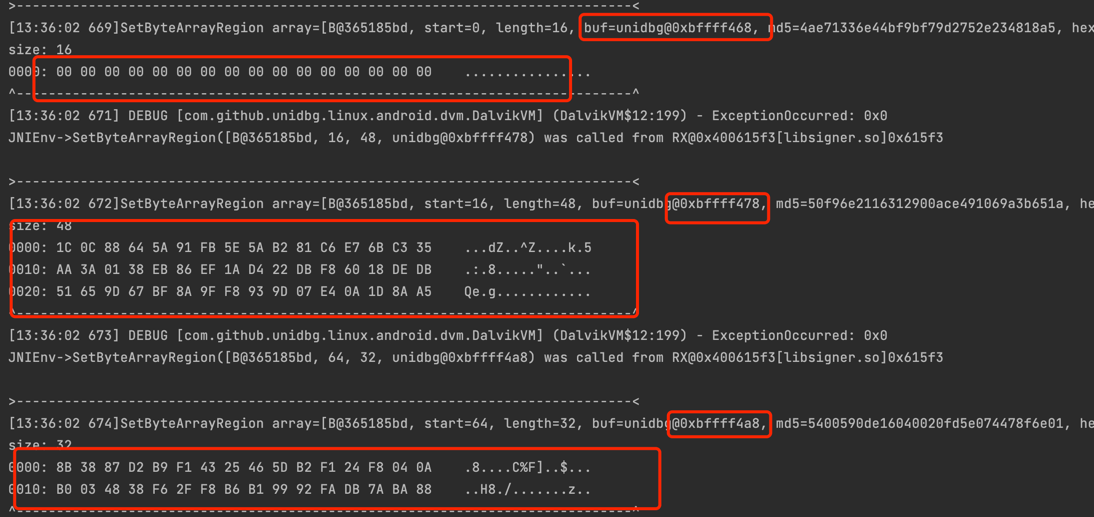 >---------------------------------------------------------------------------<
[13:36:02 669]SetByteArrayRegion array=[B@365185bd, start=0, length=16, buf=unidbg@0xbffff468, md5=4ae71336e44bf9bf79d2752e234818a5, hex
size: 16
0000: 00 00 00 00 00 00 00 00 00 00 00 00 00 00 00 00    ................
^---------------------------------------------------------------------------^
[13:36:02 671] DEBUG [com.github.unidbg.linux.android.dvm.DalvikVM] (DalvikVM$12:199) - ExceptionOccurred: 0x0
JNIEnv->SetByteArrayRegion([B@365185bd, 16, 48, unidbg@0xbffff478) was called from RX@0x400615f3[libsigner.so]0x615f3
>---------------------------------------------------------------------------<
[13:36:02 672]SetByteArrayRegion array=[B@365185bd, start=16, length=48, buf=unidbg@0xbffff478, md5=50f96e2116312900ace491069a3b651a, he
size: 48
0000: 1C 0C 88 64 5A 91 FB 5E 5A B2 81 C6 E7 6B C3 35    ...dZ..^Z....k.5
0010: AA 3A 01 38 EB 86 EF 1A D4 22 DB F8 60 18 DE DB    .:.8....."..`...
0020: 51 65 9D 67 BF 8A 9F F8 93 9D 07 E4 0A 1D 8A A5    Qe.g............
^---------------------------------------------------------------------------^
[13:36:02 673] DEBUG [com.github.unidbg.linux.android.dvm.DalvikVM] (DalvikVM$12:199) - ExceptionOccurred: 0x0
JNIEnv->SetByteArrayRegion([B@365185bd, 64, 32, unidbg@0xbffff4a8) was called from RX@0x400615f3[libsigner.so]0x615f3
>---------------------------------------------------------------------------<
[13:36:02 674]SetByteArrayRegion array=[B@365185bd, start=64, length=32, buf=unidbg@0xbffff4a8, md5=5400590de16040020fd5e074478f6e01, he
size: 32
0000: 8B 38 87 D2 B9 F1 43 25 46 5D B2 F1 24 F8 04 0A    .8....C%F]..$...
0010: B0 03 48 38 F6 2F F8 B6 B1 99 92 FA DB 7A BA 88    ..H8./.......z..
^---------------------------------------------------------------------------^